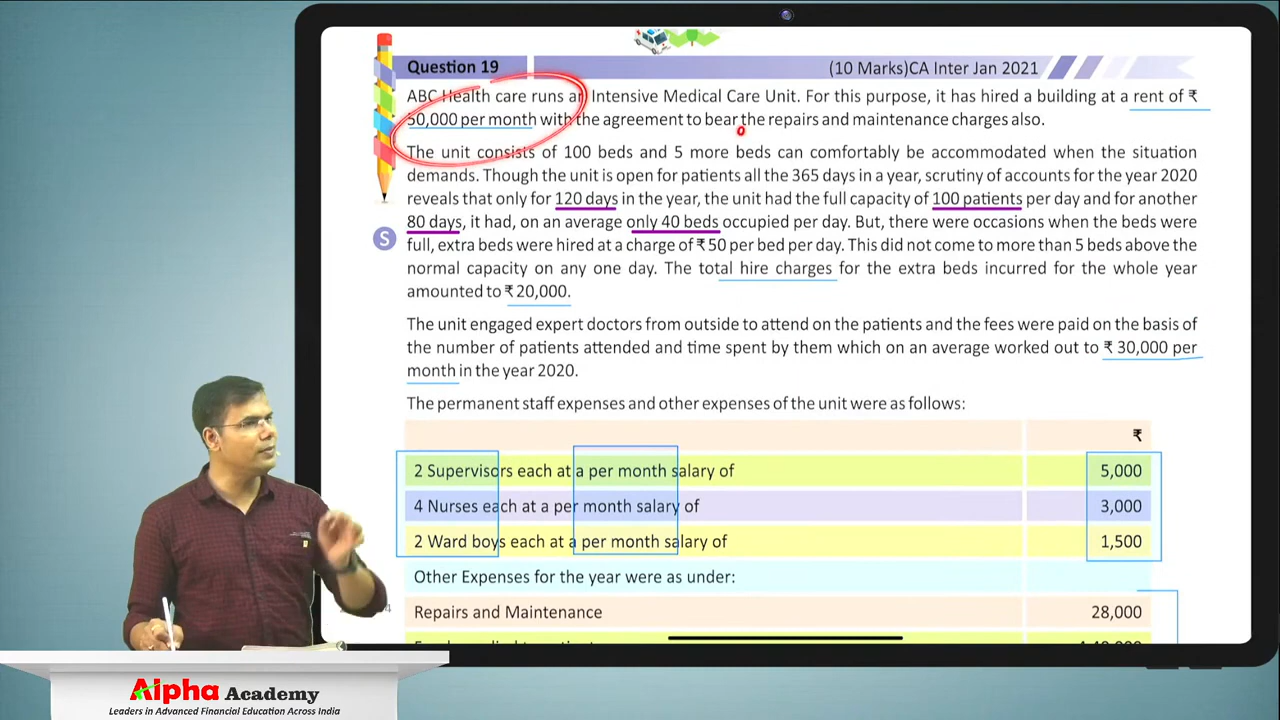 Question 19
(10 Marks)CA Inter Jan 2021
ABC Health care runs an Intensive Medical Care Unit. For this purpose, it has hired a building at a rent of ₹
50,000 per month with the agreement to bear the repairs and maintenance charges also.
The unit consists of 100 beds and 5 more beds can comfortably be accommodated when the situation
demands. Though the unit is open for patients all the 365 days in a year, scrutiny of accounts for the year 2020
reveals that only for 120 days in the year, the unit had the full capacity of 100 patients per day and for another
80 days, it had, on an average only 40 beds occupied per day. But, there were occasions when the beds were
S
full, extra beds were hired at a charge of ₹ 50 per bed per day. This did not come to more than 5 beds above the
normal capacity on any one day. The total hire charges for the extra beds incurred for the whole year
amounted to ₹ 20,000.
The unit engaged expert doctors from outside to attend on the patients and the fees were paid on the basis of
the number of patients attended and time spent by them which on an average worked out to ₹ 30,000 per
month in the year 2020.
The permanent staff expenses and other expenses of the unit were as follows:
₹
2 Supervisors each at a per month salary of 5,000
4 Nurses each at a per month salary of 3,000
2 Ward boys each at a per month salary of 1,500
Other Expenses for the year were as under:
Repairs and Maintenance 28,000
Alpha Academy
Leaders in Advanced Financial Education Across India